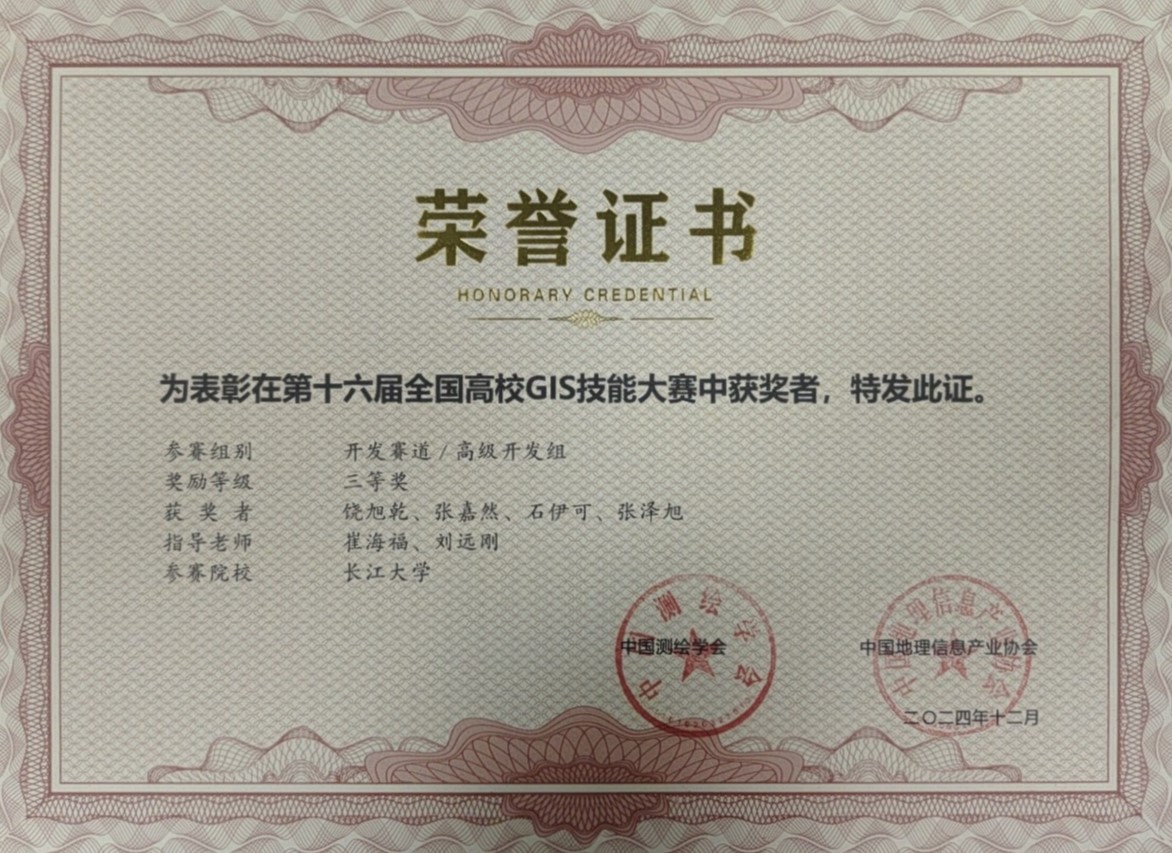 荣誉证书
HONORARY CREDENTIAL
为表彰在第十六届全国高校GIS技能大赛中获奖者，特发此证。
参赛组别 开发赛道 / 高级开发组
奖励等级 三等奖
获奖者 饶旭乾、张嘉然、石伊可、张泽旭
指导老师 崔海福、刘远刚
参赛院校 长江大学
中国测绘学会 中国地理信息产业协会
中国测绘学会
中国地理信息产业协会
二〇二四年十二月